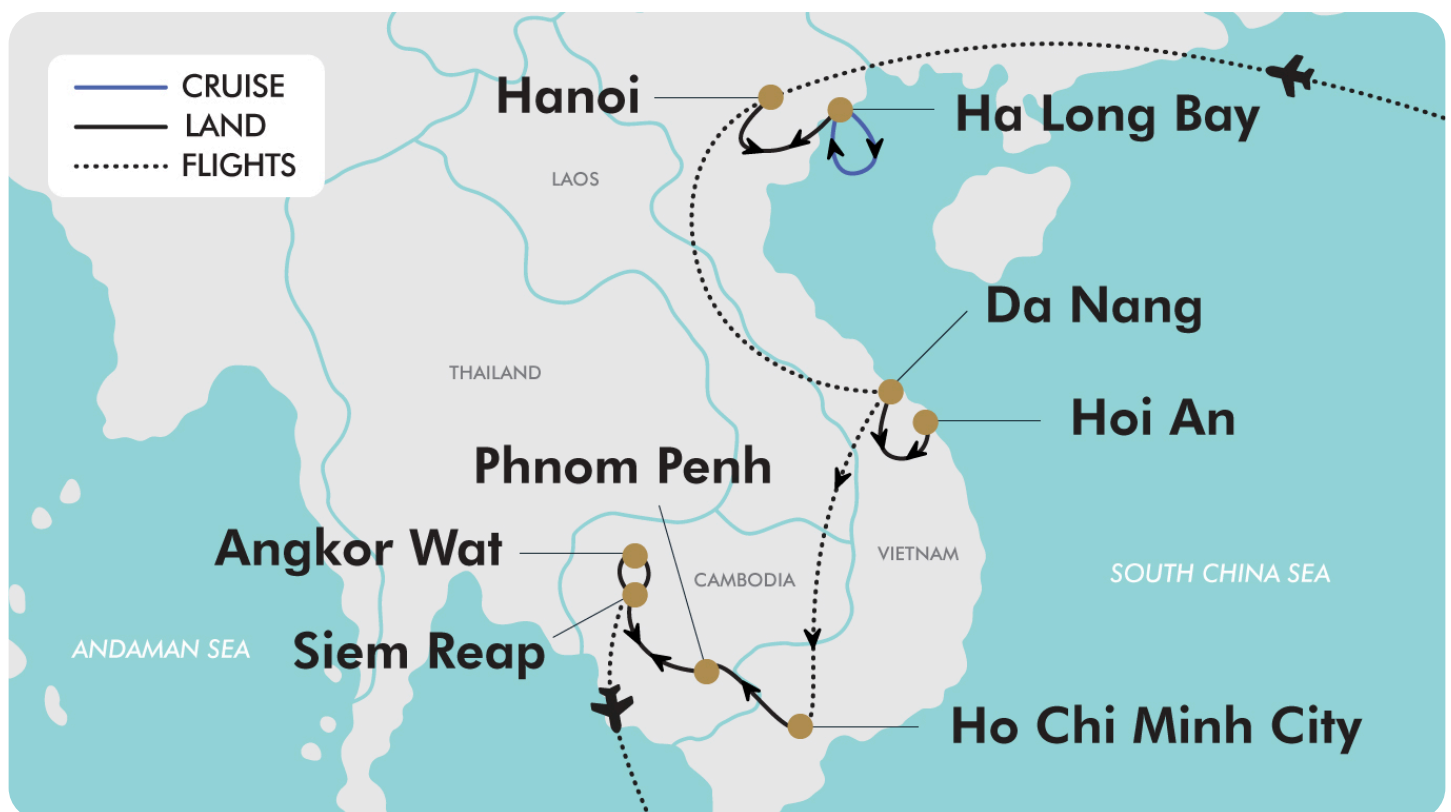 CRUISE
LAND
FLIGHTS
Hanoi
Ha Long Bay
LAOS
Da Nang
THAILAND
Hoi An
Phnom Penh
Angkor Wat
VIETNAM
CAMBODIA
SOUTH CHINA SEA
ANDAMAN SEA
Siem Reap
Ho Chi Minh City